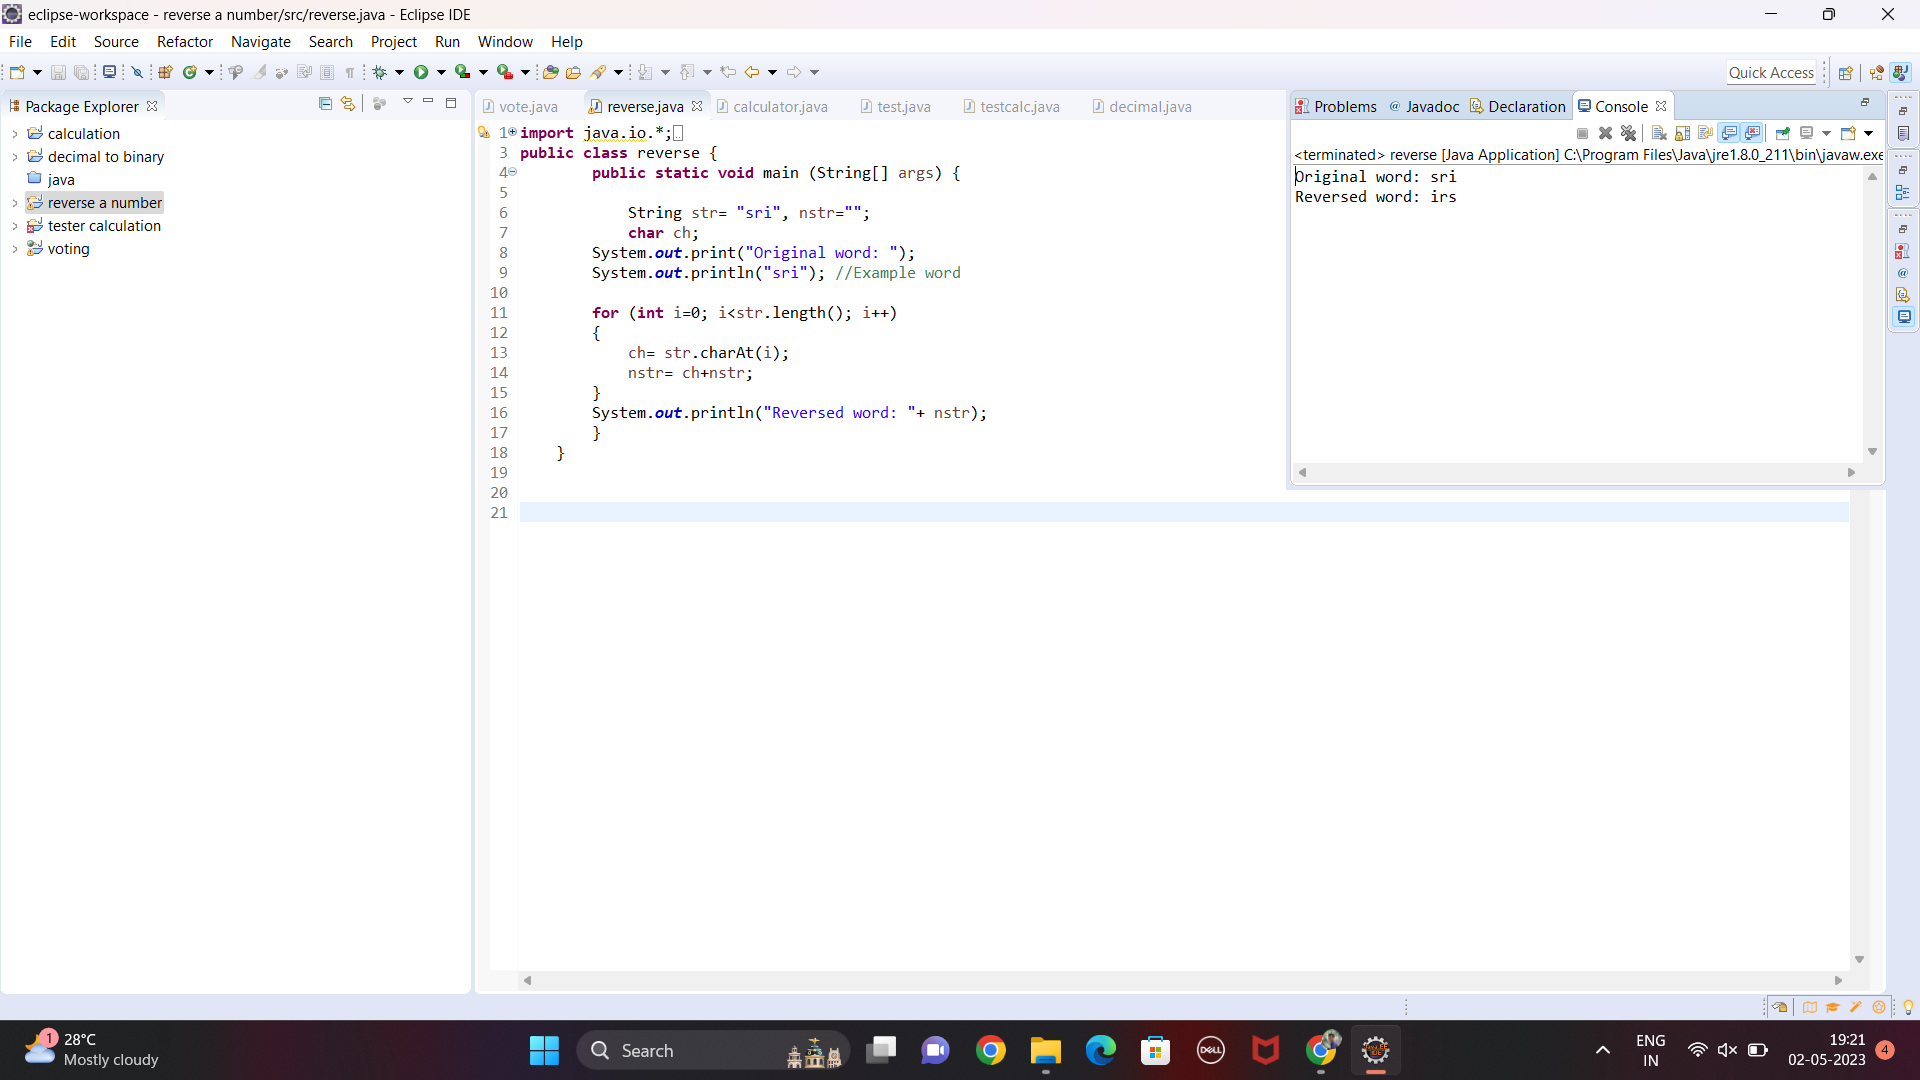 eclipse-workspace - reverse a number/src/reverse.java - Eclipse IDE
File Edit Source Refactor Navigate Search Project Run Window Help
Quick Access
Package Explorer
calculation
decimal to binary
java
reverse a number
tester calculation
voting
vote.java reverse.java calculator.java test.java testcalc.java decimal.java
1 import java.io.*;
3 public class reverse {
4 public static void main (String[] args) {
5
6 String str= "sri", nstr="";
7 char ch;
8 System.out.print("Original word: ");
9 System.out.println("sri"); //Example word
10
11 for (int i=0; i<str.length(); i++)
12 {
13 ch= str.charAt(i);
14 nstr= ch+nstr;
15 }
16 System.out.println("Reversed word: "+ nstr);
17 }
18 }
19
20
21
Problems @ Javadoc Declaration Console
<terminated> reverse [Java Application] C:\Program Files\Java\jre1.8.0_211\bin\javaw.exe
Original word: sri
Reversed word: irs
1
28°C
Mostly cloudy
Search
DELL
JAVA EE
IDE
ENG
IN
19:21
02-05-2023
4